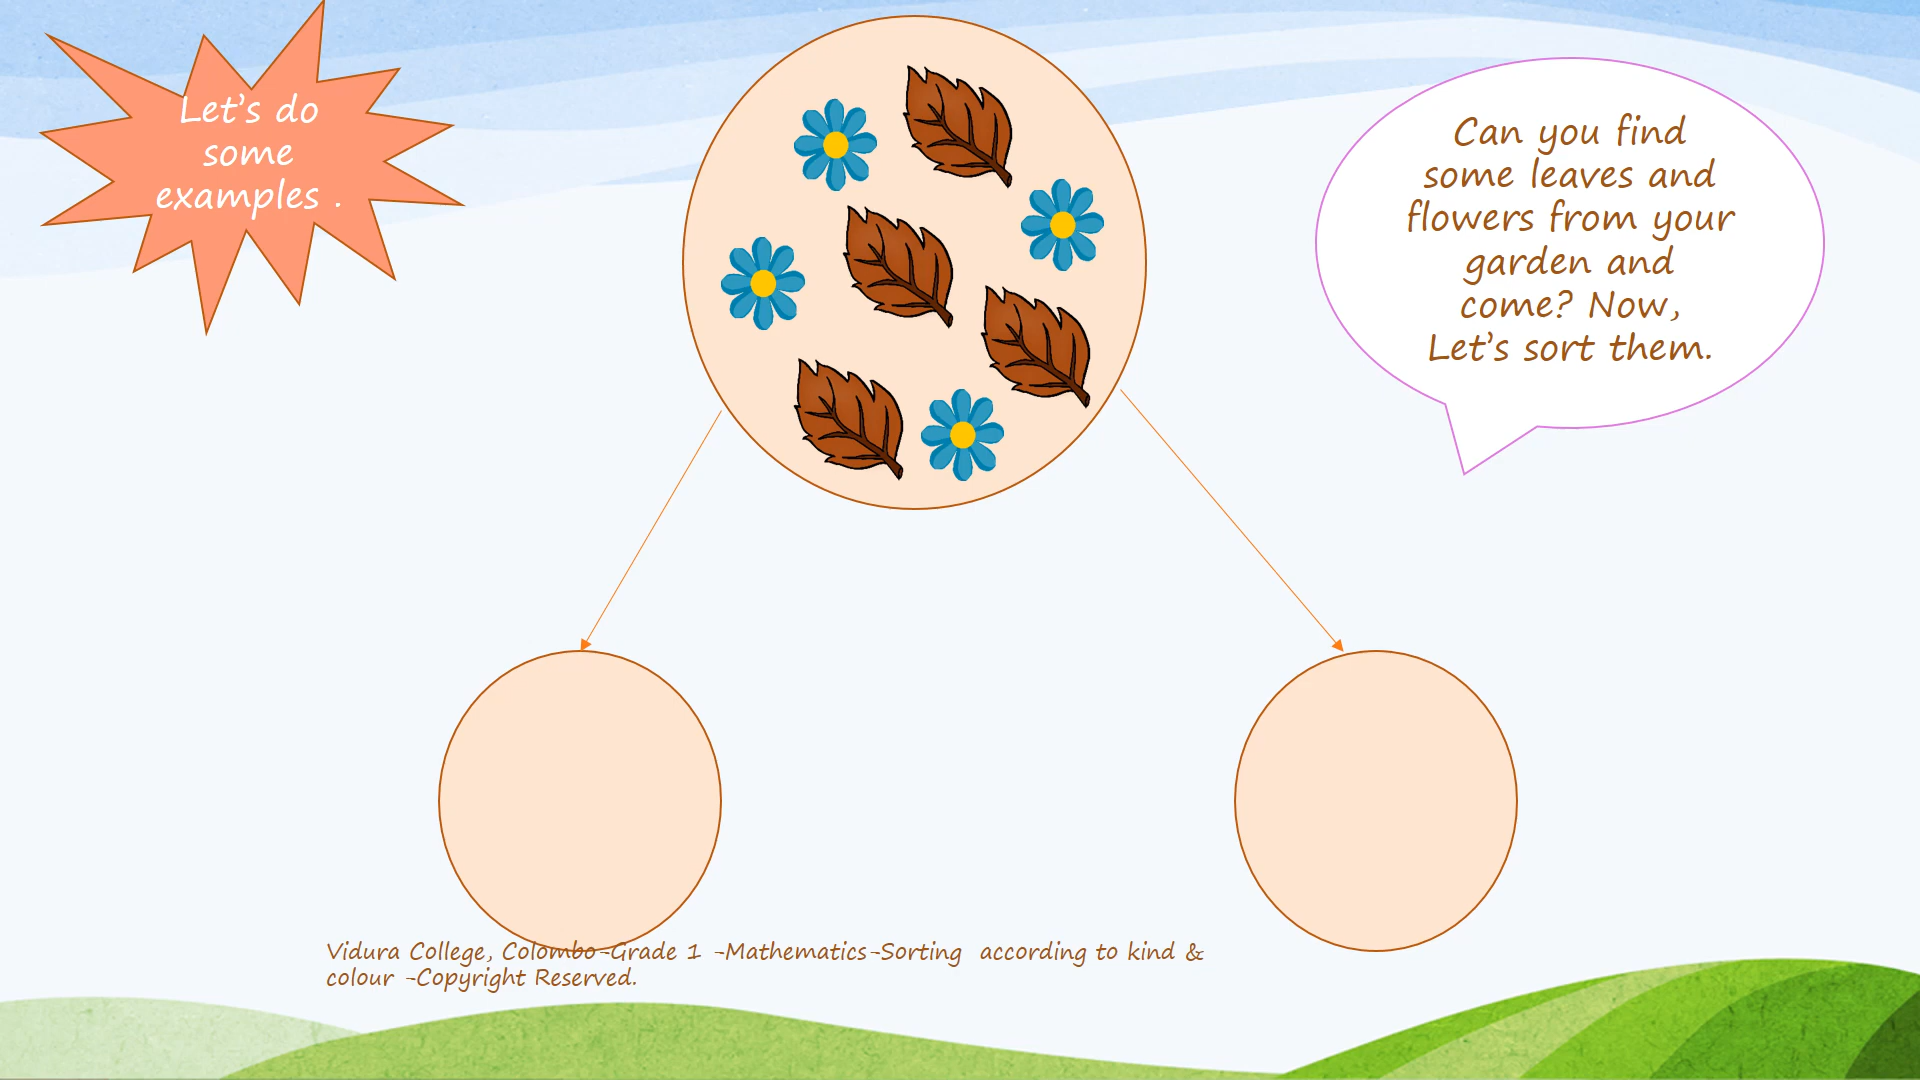 Let’s do
some
examples .
Can you find
some leaves and
flowers from your
garden and
come? Now,
Let’s sort them.
Vidura College, Colombo-Grade 1 -Mathematics-Sorting  according to kind &
colour -Copyright Reserved.